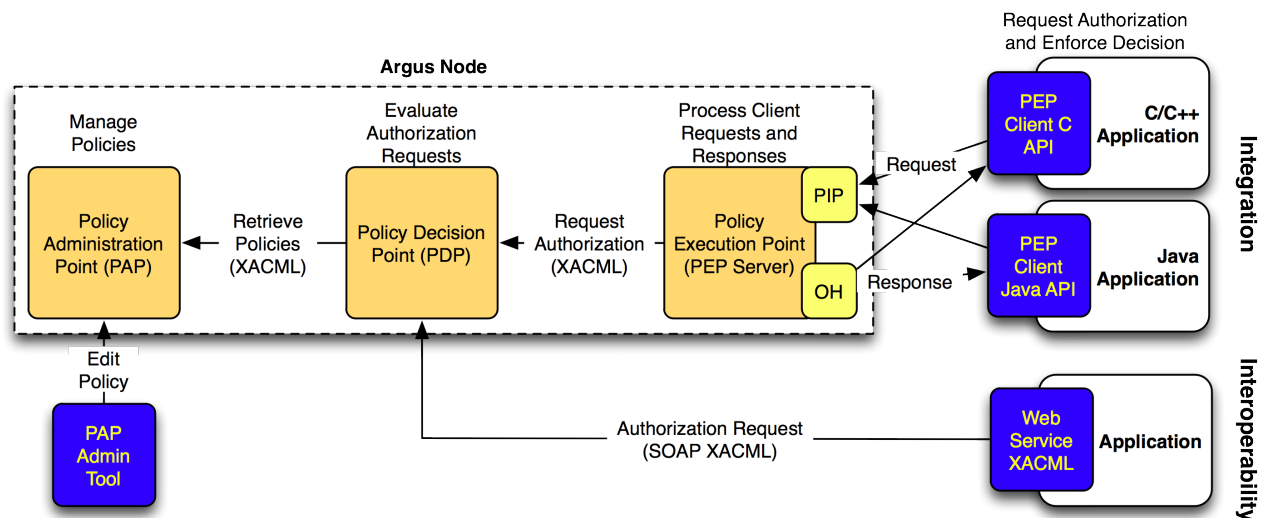 Request Authorization
and Enforce Decision
Argus Node
Manage
Policies
Evaluate
Authorization
Requests
Process Client
Requests and
Responses
PEP
Client C
API
C/C++
Application
Integration
Request
PIP
Policy
Administration
Point (PAP)
Retrieve
Policies
(XACML)
Policy Decision
Point (PDP)
Request
Authorization
(XACML)
Policy
Execution Point
(PEP Server)
OH
Response
PEP
Client
Java API
Java
Application
Edit
Policy
PAP
Admin
Tool
Authorization Request
(SOAP XACML)
Web
Service
XACML
Application
Interoperability